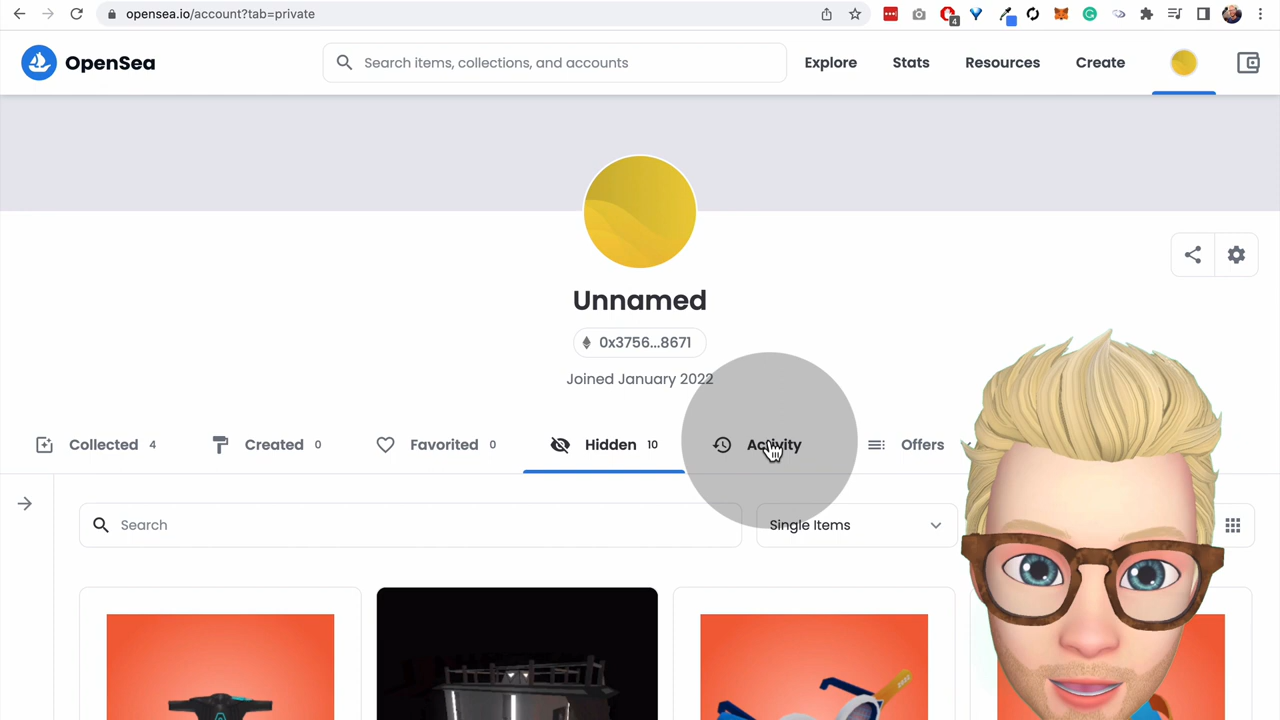 opensea.io/account?tab=private
4
OpenSea
Search items, collections, and accounts
Explore
Stats
Resources
Create
Unnamed
0x3756...8671
Joined January 2022
Collected 4
Created 0
Favorited 0
Hidden 10
Activity
Offers
Search
Single Items